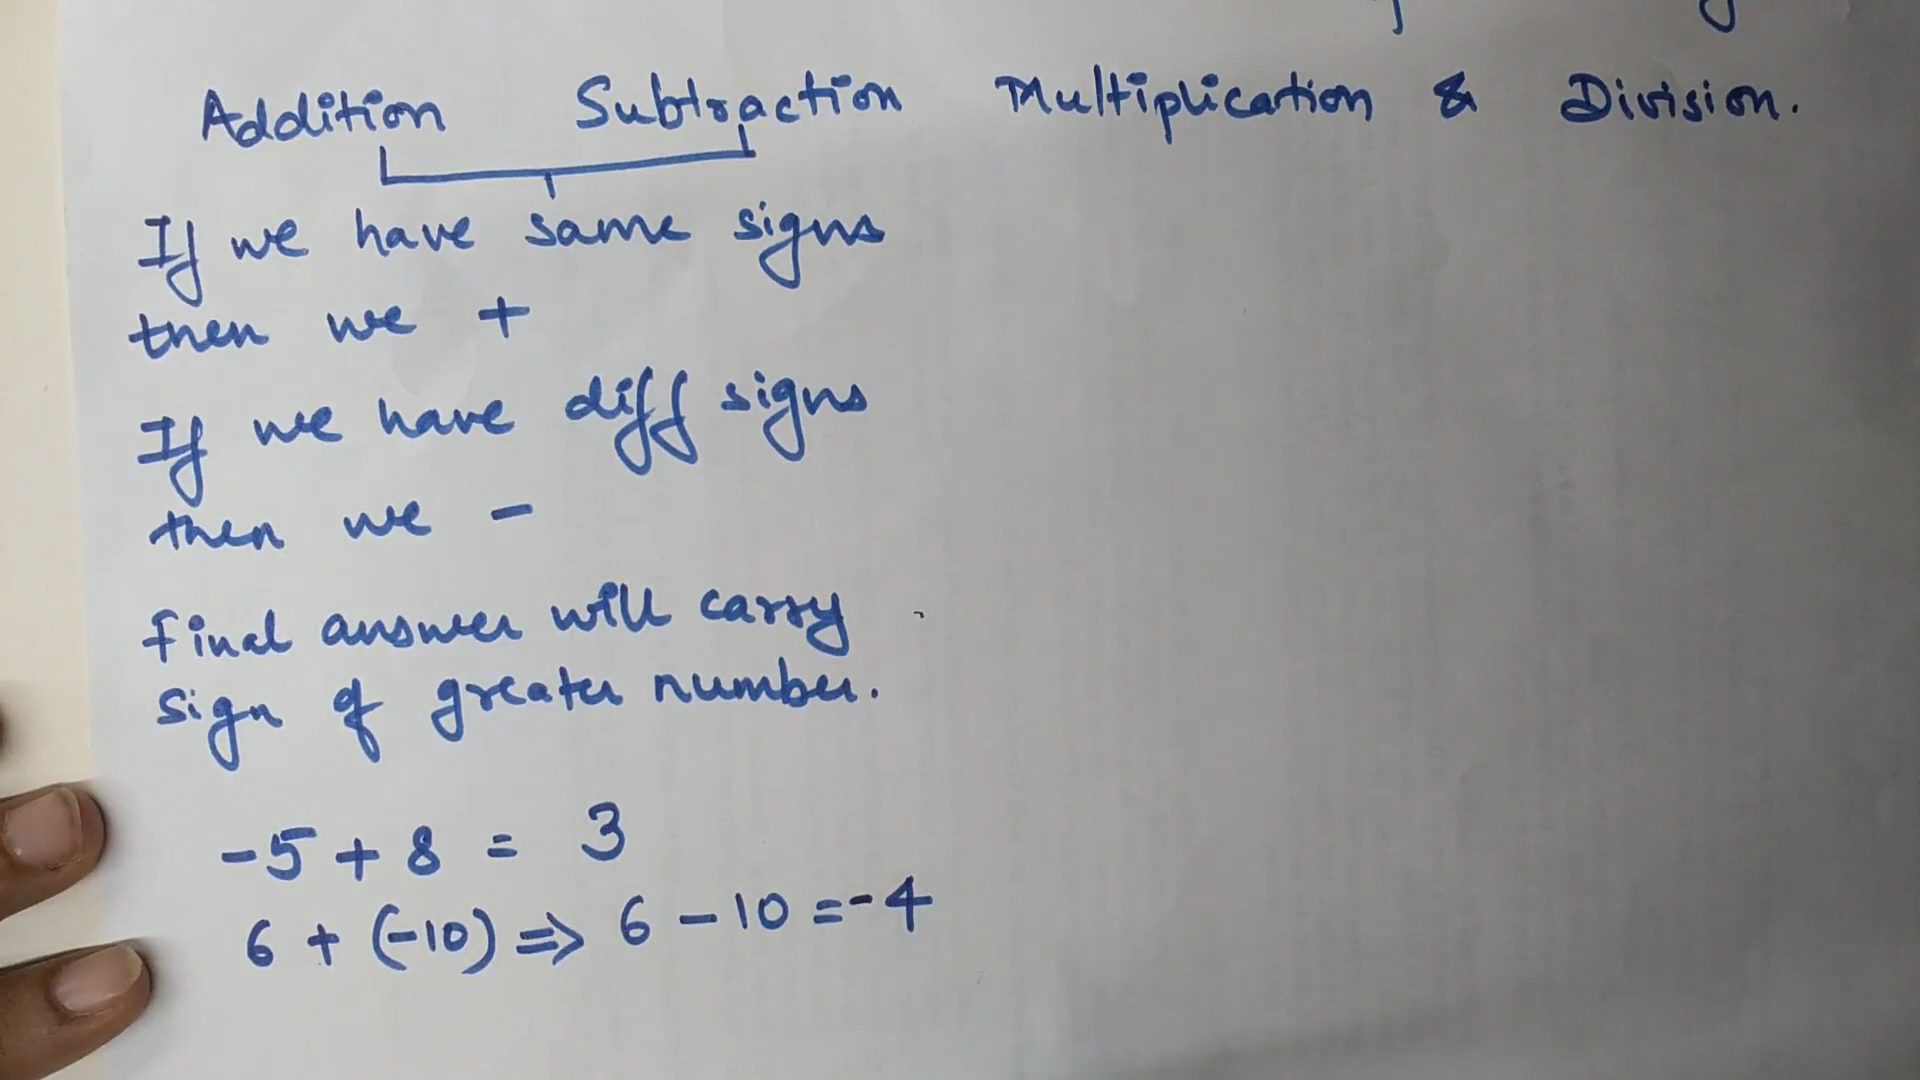 Addition Subtraction Multiplication & Division.
If we have same signs
then we +
If we have diff signs
then we -
Final answer will carry
sign of greater number.
-5 + 8 = 3
6 + (-10) ⇒ 6 - 10 = -4